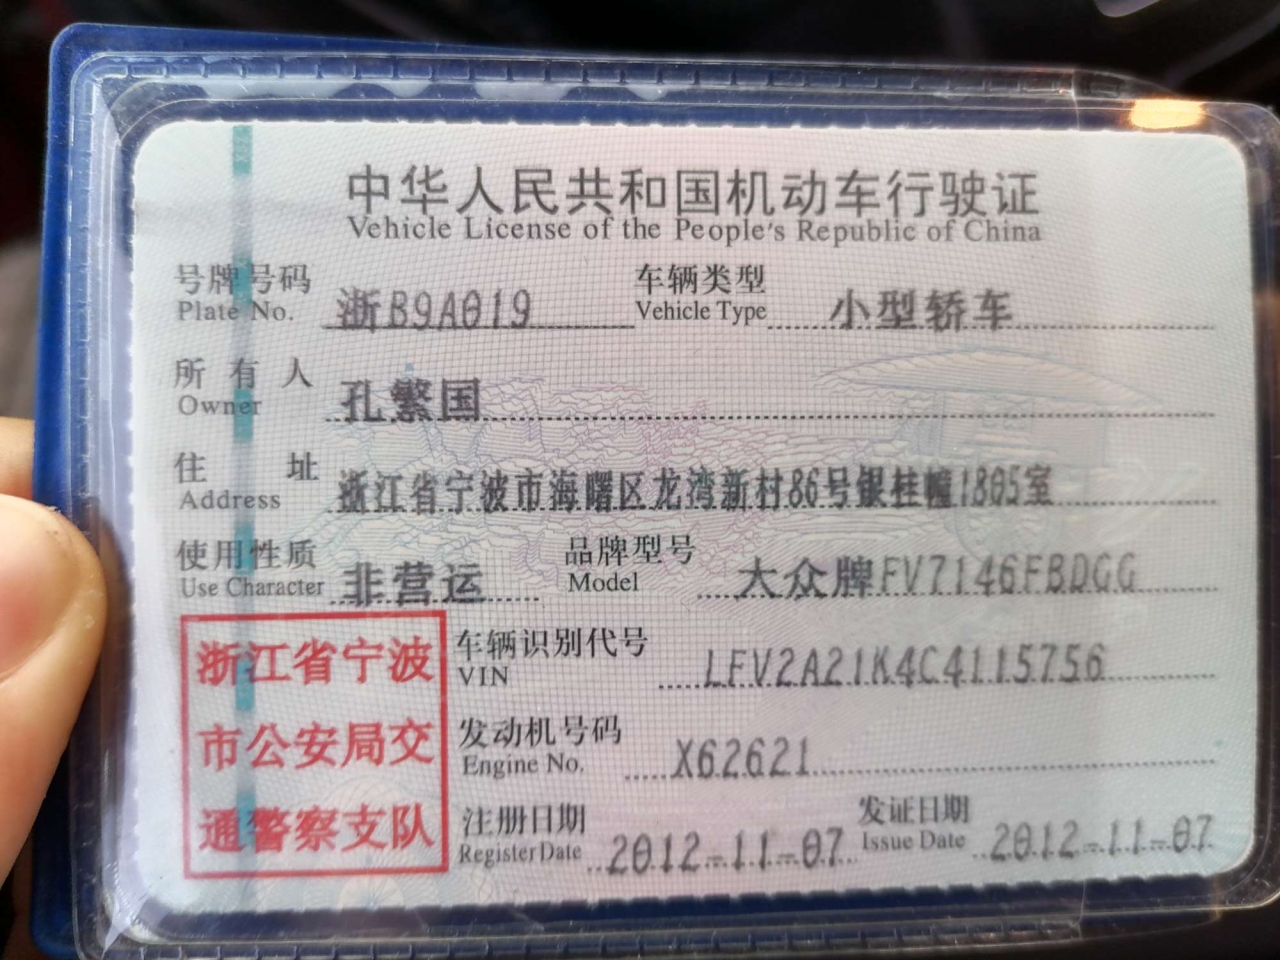 中华人民共和国机动车行驶证
Vehicle License of the People's Republic of China
号牌号码 浙B9A019 车辆类型 小型轿车
Plate No. Vehicle Type
所有人 孔繁国
Owner
住址 浙江省宁波市海曙区龙湾新村86号银桂幢1805室
Address
使用性质 非营运 品牌型号 大众牌FV7146FBDGG
Use Character Model
浙江省宁波
市公安局交
通警察支队
车辆识别代号 LFV2A21K4C4115756
VIN
发动机号码 X62621
Engine No.
注册日期 2012-11-07 发证日期 2012-11-07
Register Date Issue Date